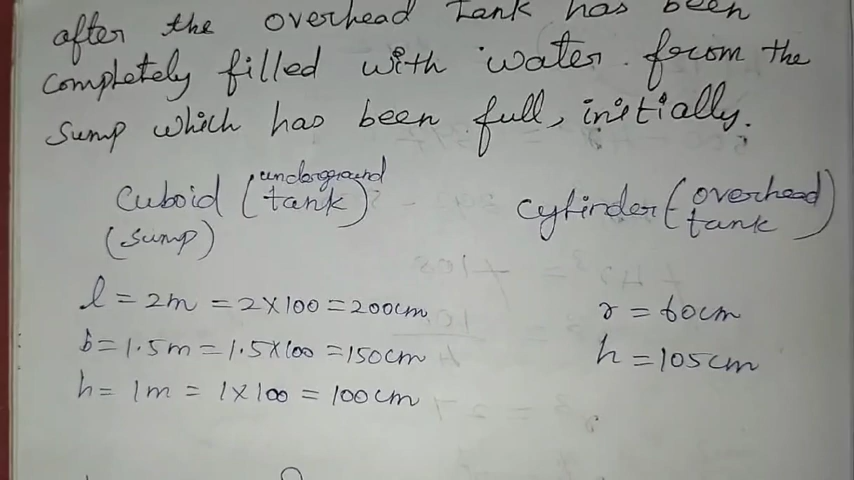 after the overhead tank has been
completely filled with water from the
sump which has been full, initially.
cuboid (underground tank)
(sump)
cylinder (overhead tank)
l = 2m = 2×100 = 200cm
b = 1.5m = 1.5×100 = 150cm
h = 1m = 1×100 = 100cm
r = 60cm
h = 105cm